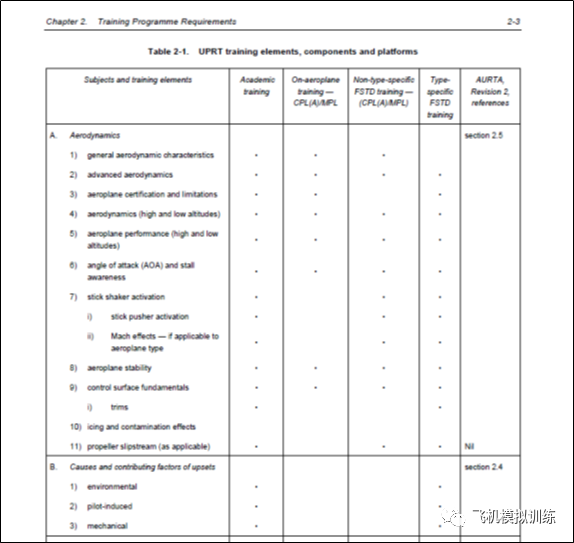 Chapter 2. Training Programme Requirements 2-3
Table 2-1. UPRT training elements, components and platforms
Subjects and training elements
Academic
training
On-aeroplane
training —
CPL(A)/MPL
Non-type-specific
FSTD training —
(CPL(A)/MPL)
Type-
specific
FSTD
training
AURTA,
Revision 2,
references
A. Aerodynamics section 2.5
1) general aerodynamic characteristics • • •
2) advanced aerodynamics • • • •
3) aeroplane certification and limitations • • •
4) aerodynamics (high and low altitudes) • • • •
5) aeroplane performance (high and low
altitudes) • • •
6) angle of attack (AOA) and stall
awareness • • • •
7) stick shaker activation • • •
i) stick pusher activation • • •
ii) Mach effects — if applicable to
aeroplane type • • •
8) aeroplane stability • • • •
9) control surface fundamentals • • • •
i) trims • •
10) icing and contamination effects
11) propeller slipstream (as applicable) • • • Nil
B. Causes and contributing factors of upsets section 2.4
1) environmental • •
2) pilot-induced • •
3) mechanical • •
飞机模拟训练